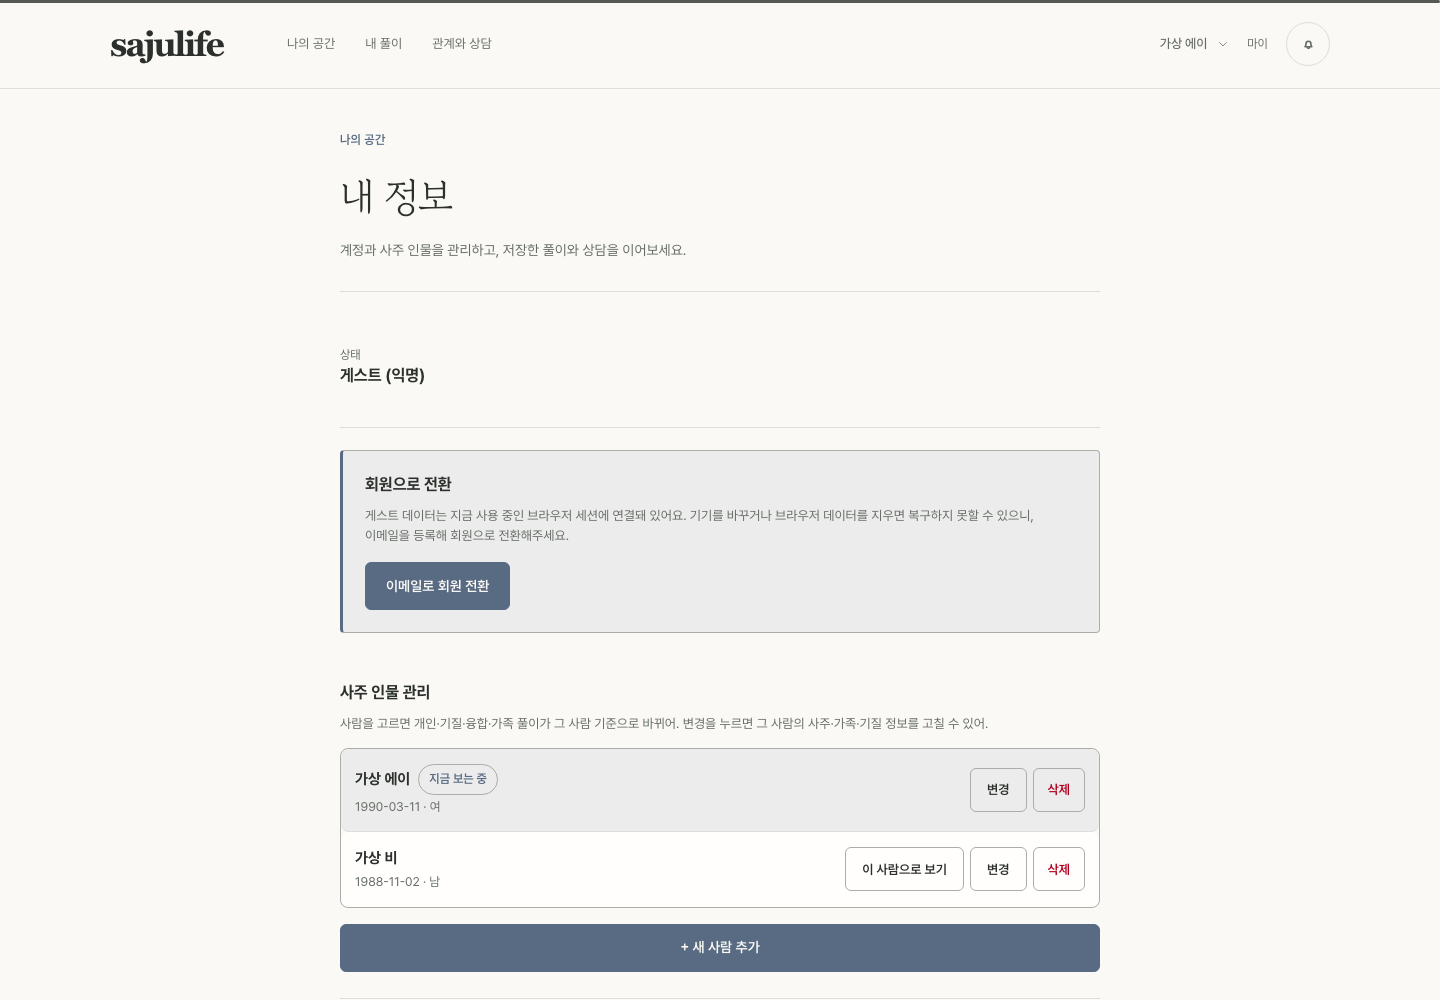 sajulife
나의 공간
내 풀이
관계와 상담
가상 에이
마이
나의 공간
내 정보
계정과 사주 인물을 관리하고, 저장한 풀이와 상담을 이어보세요.
상태
게스트 (익명)
회원으로 전환
게스트 데이터는 지금 사용 중인 브라우저 세션에 연결돼 있어요. 기기를 바꾸거나 브라우저 데이터를 지우면 복구하지 못할 수 있으니,
이메일을 등록해 회원으로 전환해주세요.
이메일로 회원 전환
사주 인물 관리
사람을 고르면 개인·기질·융합·가족 풀이가 그 사람 기준으로 바뀌어. 변경을 누르면 그 사람의 사주·가족·기질 정보를 고칠 수 있어.
가상 에이
지금 보는 중
1990-03-11 · 여
변경
삭제
가상 비
1988-11-02 · 남
이 사람으로 보기
변경
삭제
+ 새 사람 추가